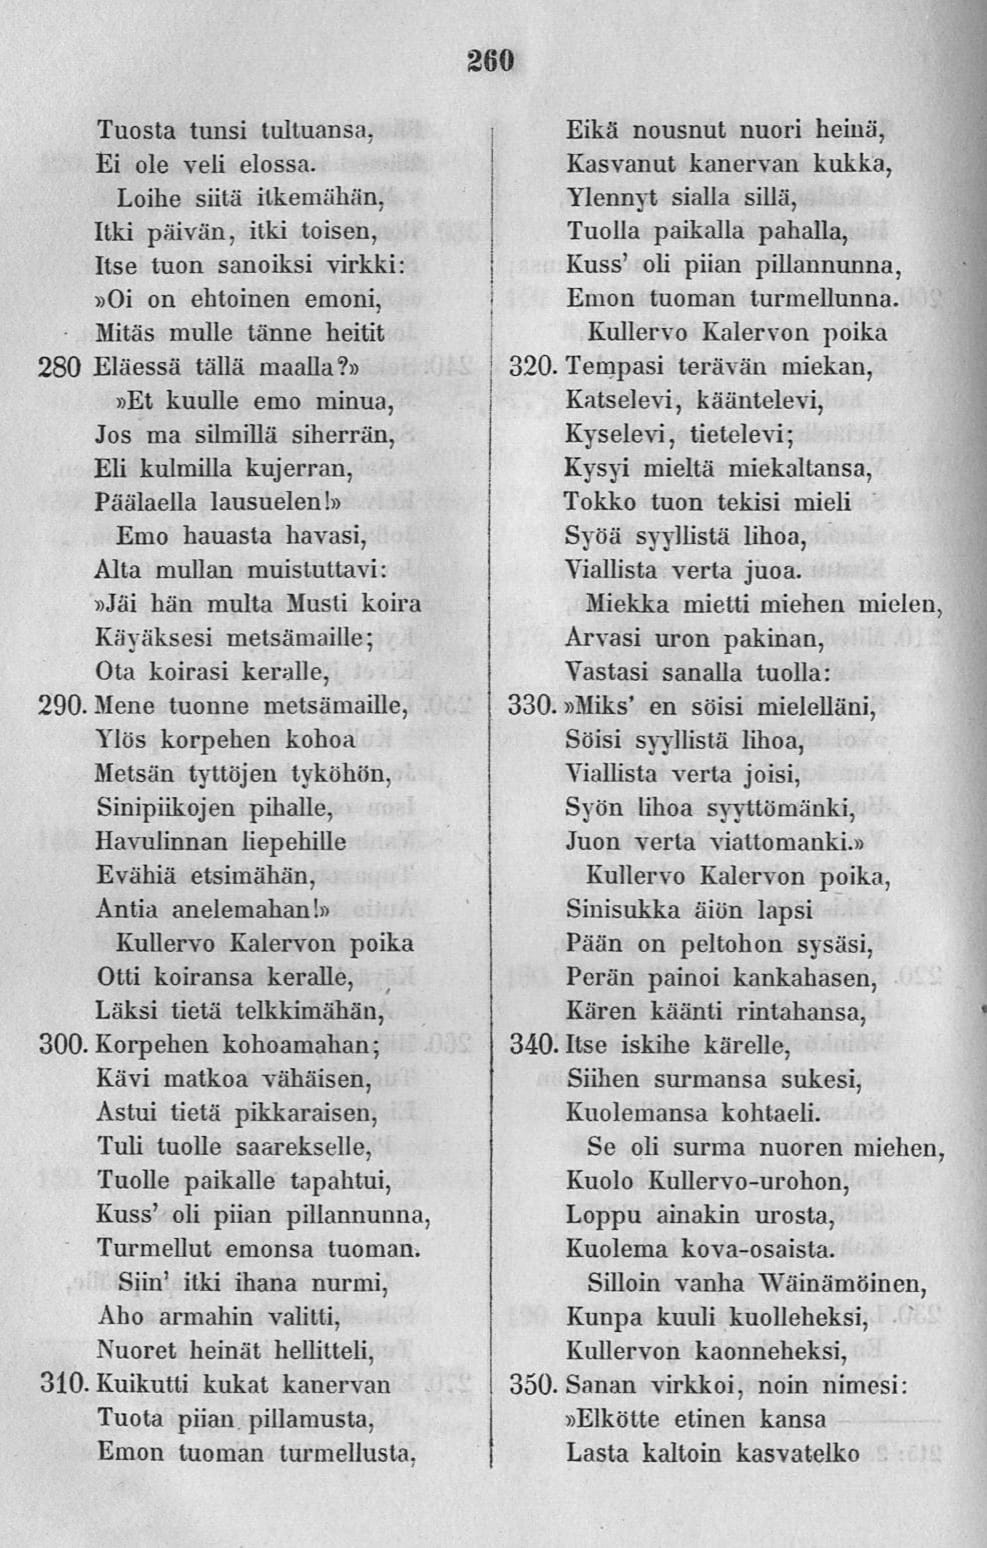 260
Tuosta tunsi tultuansa,
Ei ole veli elossa.
Loihe siitä itkemähän,
Itki päivän, itki toisen,
Itse tuon sanoiksi virkki:
»Oi on ehtoinen emoni,
Mitäs mulle tänne heitit
280 Eläessä tällä maalla?»
»Et kuulle emo minua,
Jos ma silmillä siherrän,
Eli kulmilla kujerran,
Päälaella lausuelen!»
Emo hauasta havasi,
Alta mullan muistuttavi:
»Jäi hän multa Musti koira
Käyäksesi metsämaille;
Ota koirasi keralle,
290. Mene tuonne metsämaille,
Ylös korpehen kohoa
Metsän tyttöjen tyköhön,
Sinipiikojen pihalle,
Havulinnan liepehille
Evähiä etsimähän,
Antia anelemahan!»
Kullervo Kalervon poika
Otti koiransa keralle,
Läksi tietä telkkimähän,
300. Korpehen kohoamahan;
Kävi matkoa vähäisen,
Astui tietä pikkaraisen,
Tuli tuolle saarekselle,
Tuolle paikalle tapahtui,
Kuss' oli piian pillannunna,
Turmellut emonsa tuoman.
Siin' itki ihana nurmi,
Aho armahin valitti,
Nuoret heinät hellitteli,
310. Kuikutti kukat kanervan
Tuota piian pillamusta,
Emon tuoman turmellusta,
Eikä nousnut nuori heinä,
Kasvanut kanervan kukka,
Ylennyt sialla sillä,
Tuolla paikalla pahalla,
Kuss' oli piian pillannunna,
Emon tuoman turmellunna.
Kullervo Kalervon poika
320. Tempasi terävän miekan,
Katselevi, kääntelevi,
Kyselevi, tietelevi;
Kysyi mieltä miekaltansa,
Tokko tuon tekisi mieli
Syöä syyllistä lihoa,
Viallista verta juoa.
Miekka mietti miehen mielen,
Arvasi uron pakinan,
Vastasi sanalla tuolla:
330. »Miks' en söisi mielelläni,
Söisi syyllistä lihoa,
Viallista verta joisi,
Syön lihoa syyttömänki,
Juon verta viattomanki.»
Kullervo Kalervon poika,
Sinisukka äiön lapsi
Pään on peltohon sysäsi,
Perän painoi kankahasen,
Kären käänti rintahansa,
340. Itse iskihe kärelle,
Siihen surmansa sukesi,
Kuolemansa kohtaeli.
Se oli surma nuoren miehen,
Kuolo Kullervo-urohon,
Loppu ainakin urosta,
Kuolema kova-osaista.
Silloin vanha Wäinämöinen,
Kunpa kuuli kuolleheksi,
Kullervon kaonneheksi,
350. Sanan virkkoi, noin nimesi:
»Elkötte etinen kansa
Lasta kaltoin kasvatelko